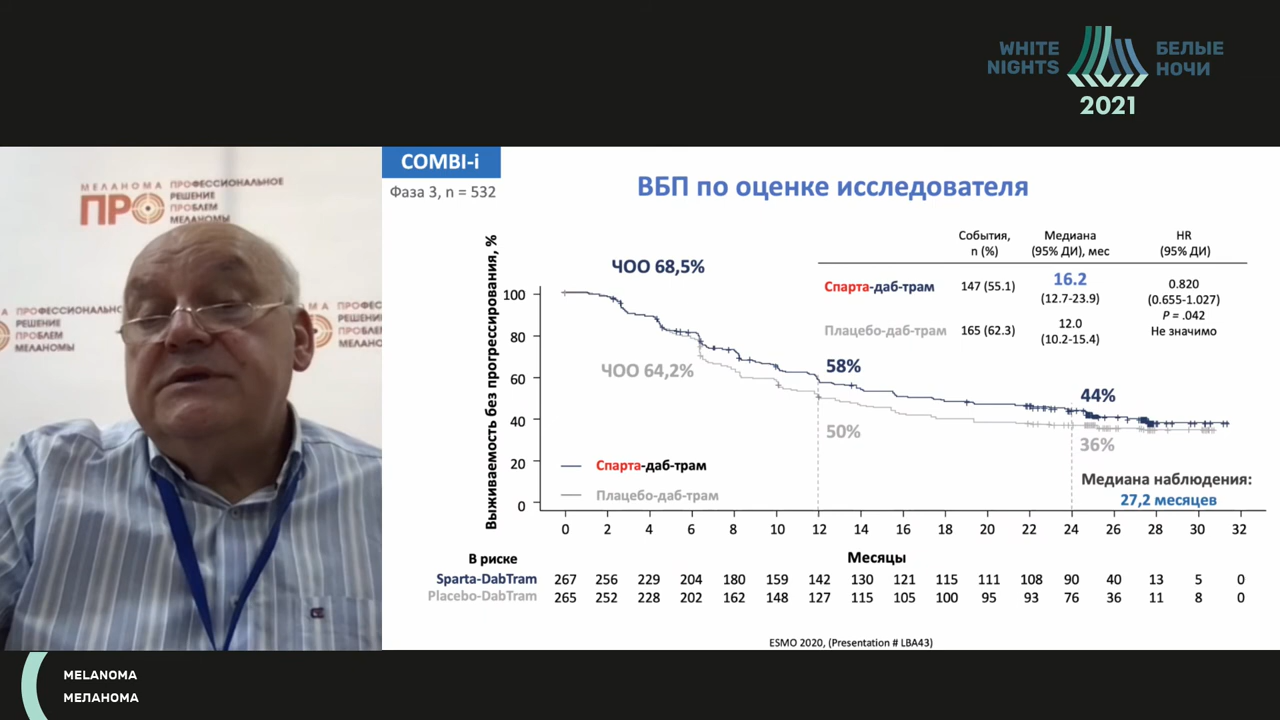 WHITE NIGHTS
БЕЛЫЕ НОЧИ
2021
МЕЛАНОМА ПРОФЕССИОНАЛЬНОЕ
ПРО РЕШЕНИЕ
ПРОБЛЕМ
МЕЛАНОМЫ
ПРОФЕССИОНАЛЬНОЕ
РЕШЕНИЕ
ПРОБЛЕМ
МЕЛАНОМЫ
COMBI-i
Фаза 3, n = 532
ВБП по оценке исследователя
События, n (%)
Медиана (95% ДИ), мес
HR (95% ДИ)
Спарта-даб-трам 147 (55.1) 16.2 (12.7-23.9) 0.820 (0.655-1.027)
P = .042
Не значимо
Плацебо-даб-трам 165 (62.3) 12.0 (10.2-15.4)
Выживаемость без прогрессирования, %
100
80
60
40
20
0
ЧОО 68,5%
ЧОО 64,2%
58%
50%
44%
36%
Спарта-даб-трам
Плацебо-даб-трам
Медиана наблюдения:
27,2 месяцев
0 2 4 6 8 10 12 14 16 18 20 22 24 26 28 30 32
Месяцы
В риске
Sparta-DabTram 267 256 229 204 180 159 142 130 121 115 111 108 90 40 13 5 0
Placebo-DabTram 265 252 228 202 162 148 127 115 105 100 95 93 76 36 11 8 0
ESMO 2020, (Presentation # LBA43)
MELANOMA
МЕЛАНОМА